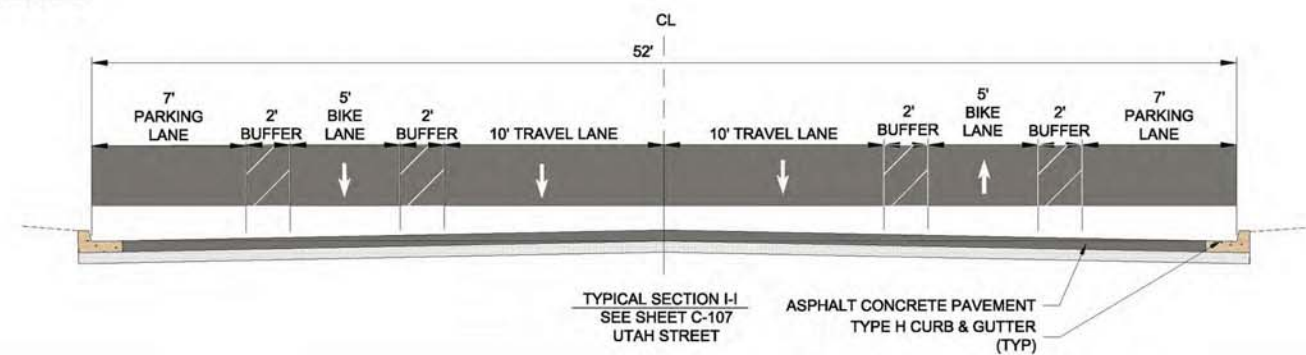 CL
52'
7'
PARKING
LANE
2'
BUFFER
5'
BIKE
LANE
2'
BUFFER
10' TRAVEL LANE
10' TRAVEL LANE
2'
BUFFER
5'
BIKE
LANE
2'
BUFFER
7'
PARKING
LANE
TYPICAL SECTION I-I
SEE SHEET C-107
UTAH STREET
ASPHALT CONCRETE PAVEMENT
TYPE H CURB & GUTTER
(TYP)